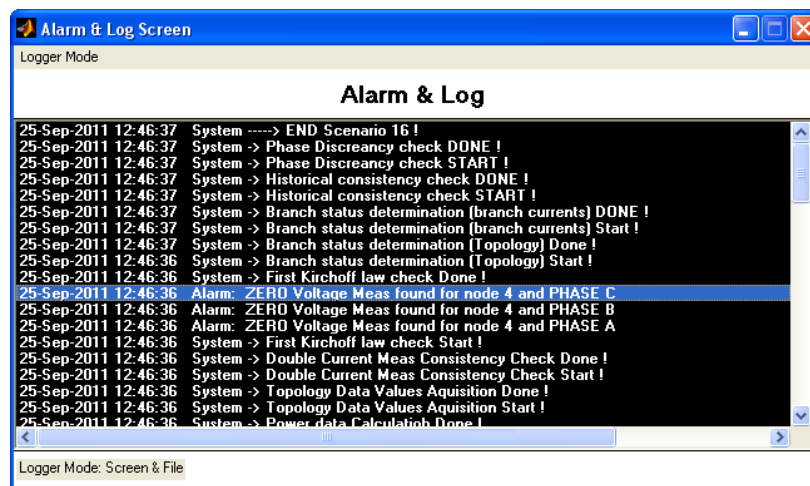 Alarm & Log Screen
Logger Mode
Alarm & Log
25-Sep-2011 12:46:37 System -----> END Scenario 16 !
25-Sep-2011 12:46:37 System -> Phase Discreancy check DONE !
25-Sep-2011 12:46:37 System -> Phase Discreancy check START !
25-Sep-2011 12:46:37 System -> Historical consistency check DONE !
25-Sep-2011 12:46:37 System -> Historical consistency check START !
25-Sep-2011 12:46:37 System -> Branch status determination (branch currents) DONE !
25-Sep-2011 12:46:37 System -> Branch status determination (branch currents) Start !
25-Sep-2011 12:46:37 System -> Branch status determination (Topology) Done !
25-Sep-2011 12:46:36 System -> Branch status determination (Topology) Start !
25-Sep-2011 12:46:36 System -> First Kirchoff law check Done !
25-Sep-2011 12:46:36 Alarm: ZERO Voltage Meas found for node 4 and PHASE C
25-Sep-2011 12:46:36 Alarm: ZERO Voltage Meas found for node 4 and PHASE B
25-Sep-2011 12:46:36 Alarm: ZERO Voltage Meas found for node 4 and PHASE A
25-Sep-2011 12:46:36 System -> First Kirchoff law check Start !
25-Sep-2011 12:46:36 System -> Double Current Meas Consistency Check Done !
25-Sep-2011 12:46:36 System -> Double Current Meas Consistency Check Start !
25-Sep-2011 12:46:36 System -> Topology Data Values Aquisition Done !
25-Sep-2011 12:46:36 System -> Topology Data Values Aquisition Start !
25-Sep-2011 12:46:36 System -> Power data Calculatioh Done !
Logger Mode: Screen & File